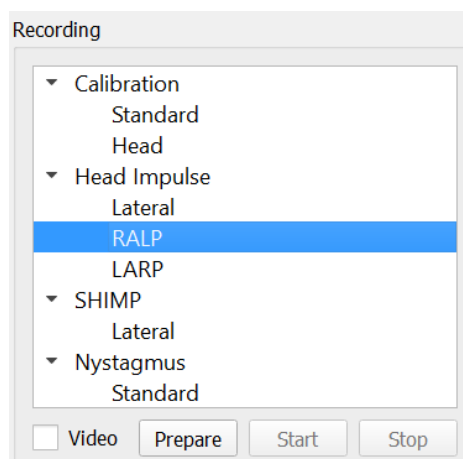 Recording
Calibration
Standard
Head
Head Impulse
Lateral
RALP
LARP
SHIMP
Lateral
Nystagmus
Standard
Video Prepare Start Stop